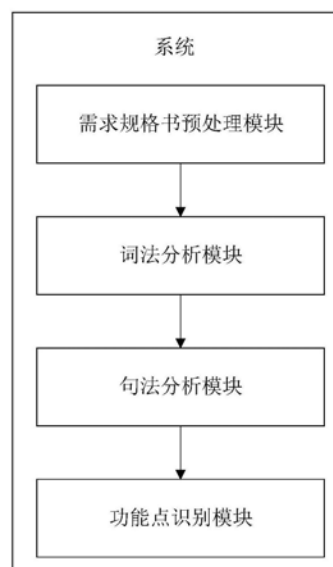 系统
需求规格书预处理模块
词法分析模块
句法分析模块
功能点识别模块